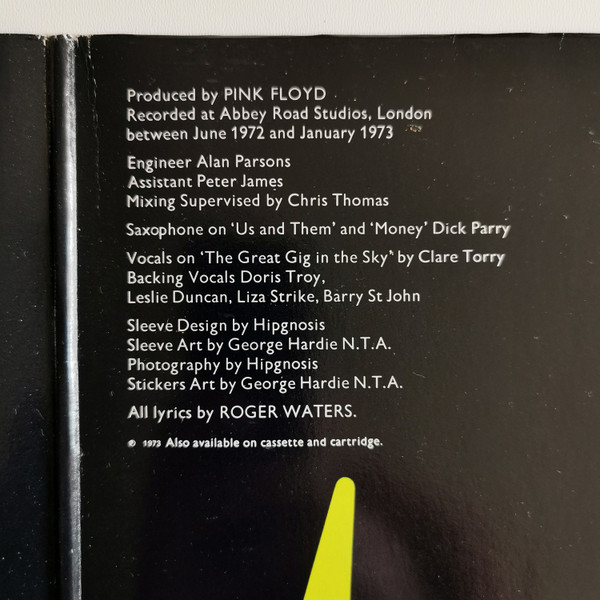 Produced by PINK FLOYD
Recorded at Abbey Road Studios, London
between June 1972 and January 1973
Engineer Alan Parsons
Assistant Peter James
Mixing Supervised by Chris Thomas
Saxophone on ‘Us and Them’ and ‘Money’ Dick Parry
Vocals on ‘The Great Gig in the Sky’ by Clare Torry
Backing Vocals Doris Troy,
Leslie Duncan, Liza Strike, Barry St John
Sleeve Design by Hipgnosis
Sleeve Art by George Hardie N.T.A.
Photography by Hipgnosis
Stickers Art by George Hardie N.T.A.
All lyrics by ROGER WATERS.
℗ 1973 Also available on cassette and cartridge.